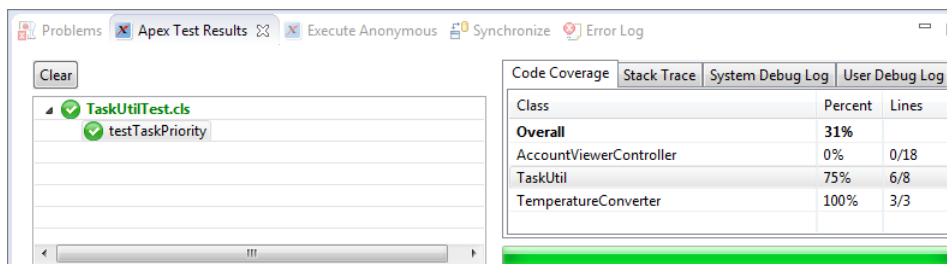 Problems Apex Test Results Execute Anonymous Synchronize Error Log
Clear
TaskUtilTest.cls
testTaskPriority
Code Coverage Stack Trace System Debug Log User Debug Log
Class Percent Lines
Overall 31%
AccountViewerController 0% 0/18
TaskUtil 75% 6/8
TemperatureConverter 100% 3/3